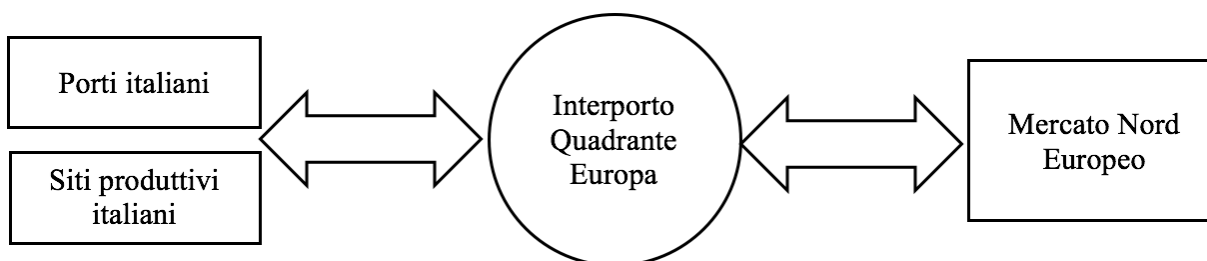 Porti italiani
Siti produttivi
italiani
Interporto
Quadrante
Europa
Mercato Nord
Europeo